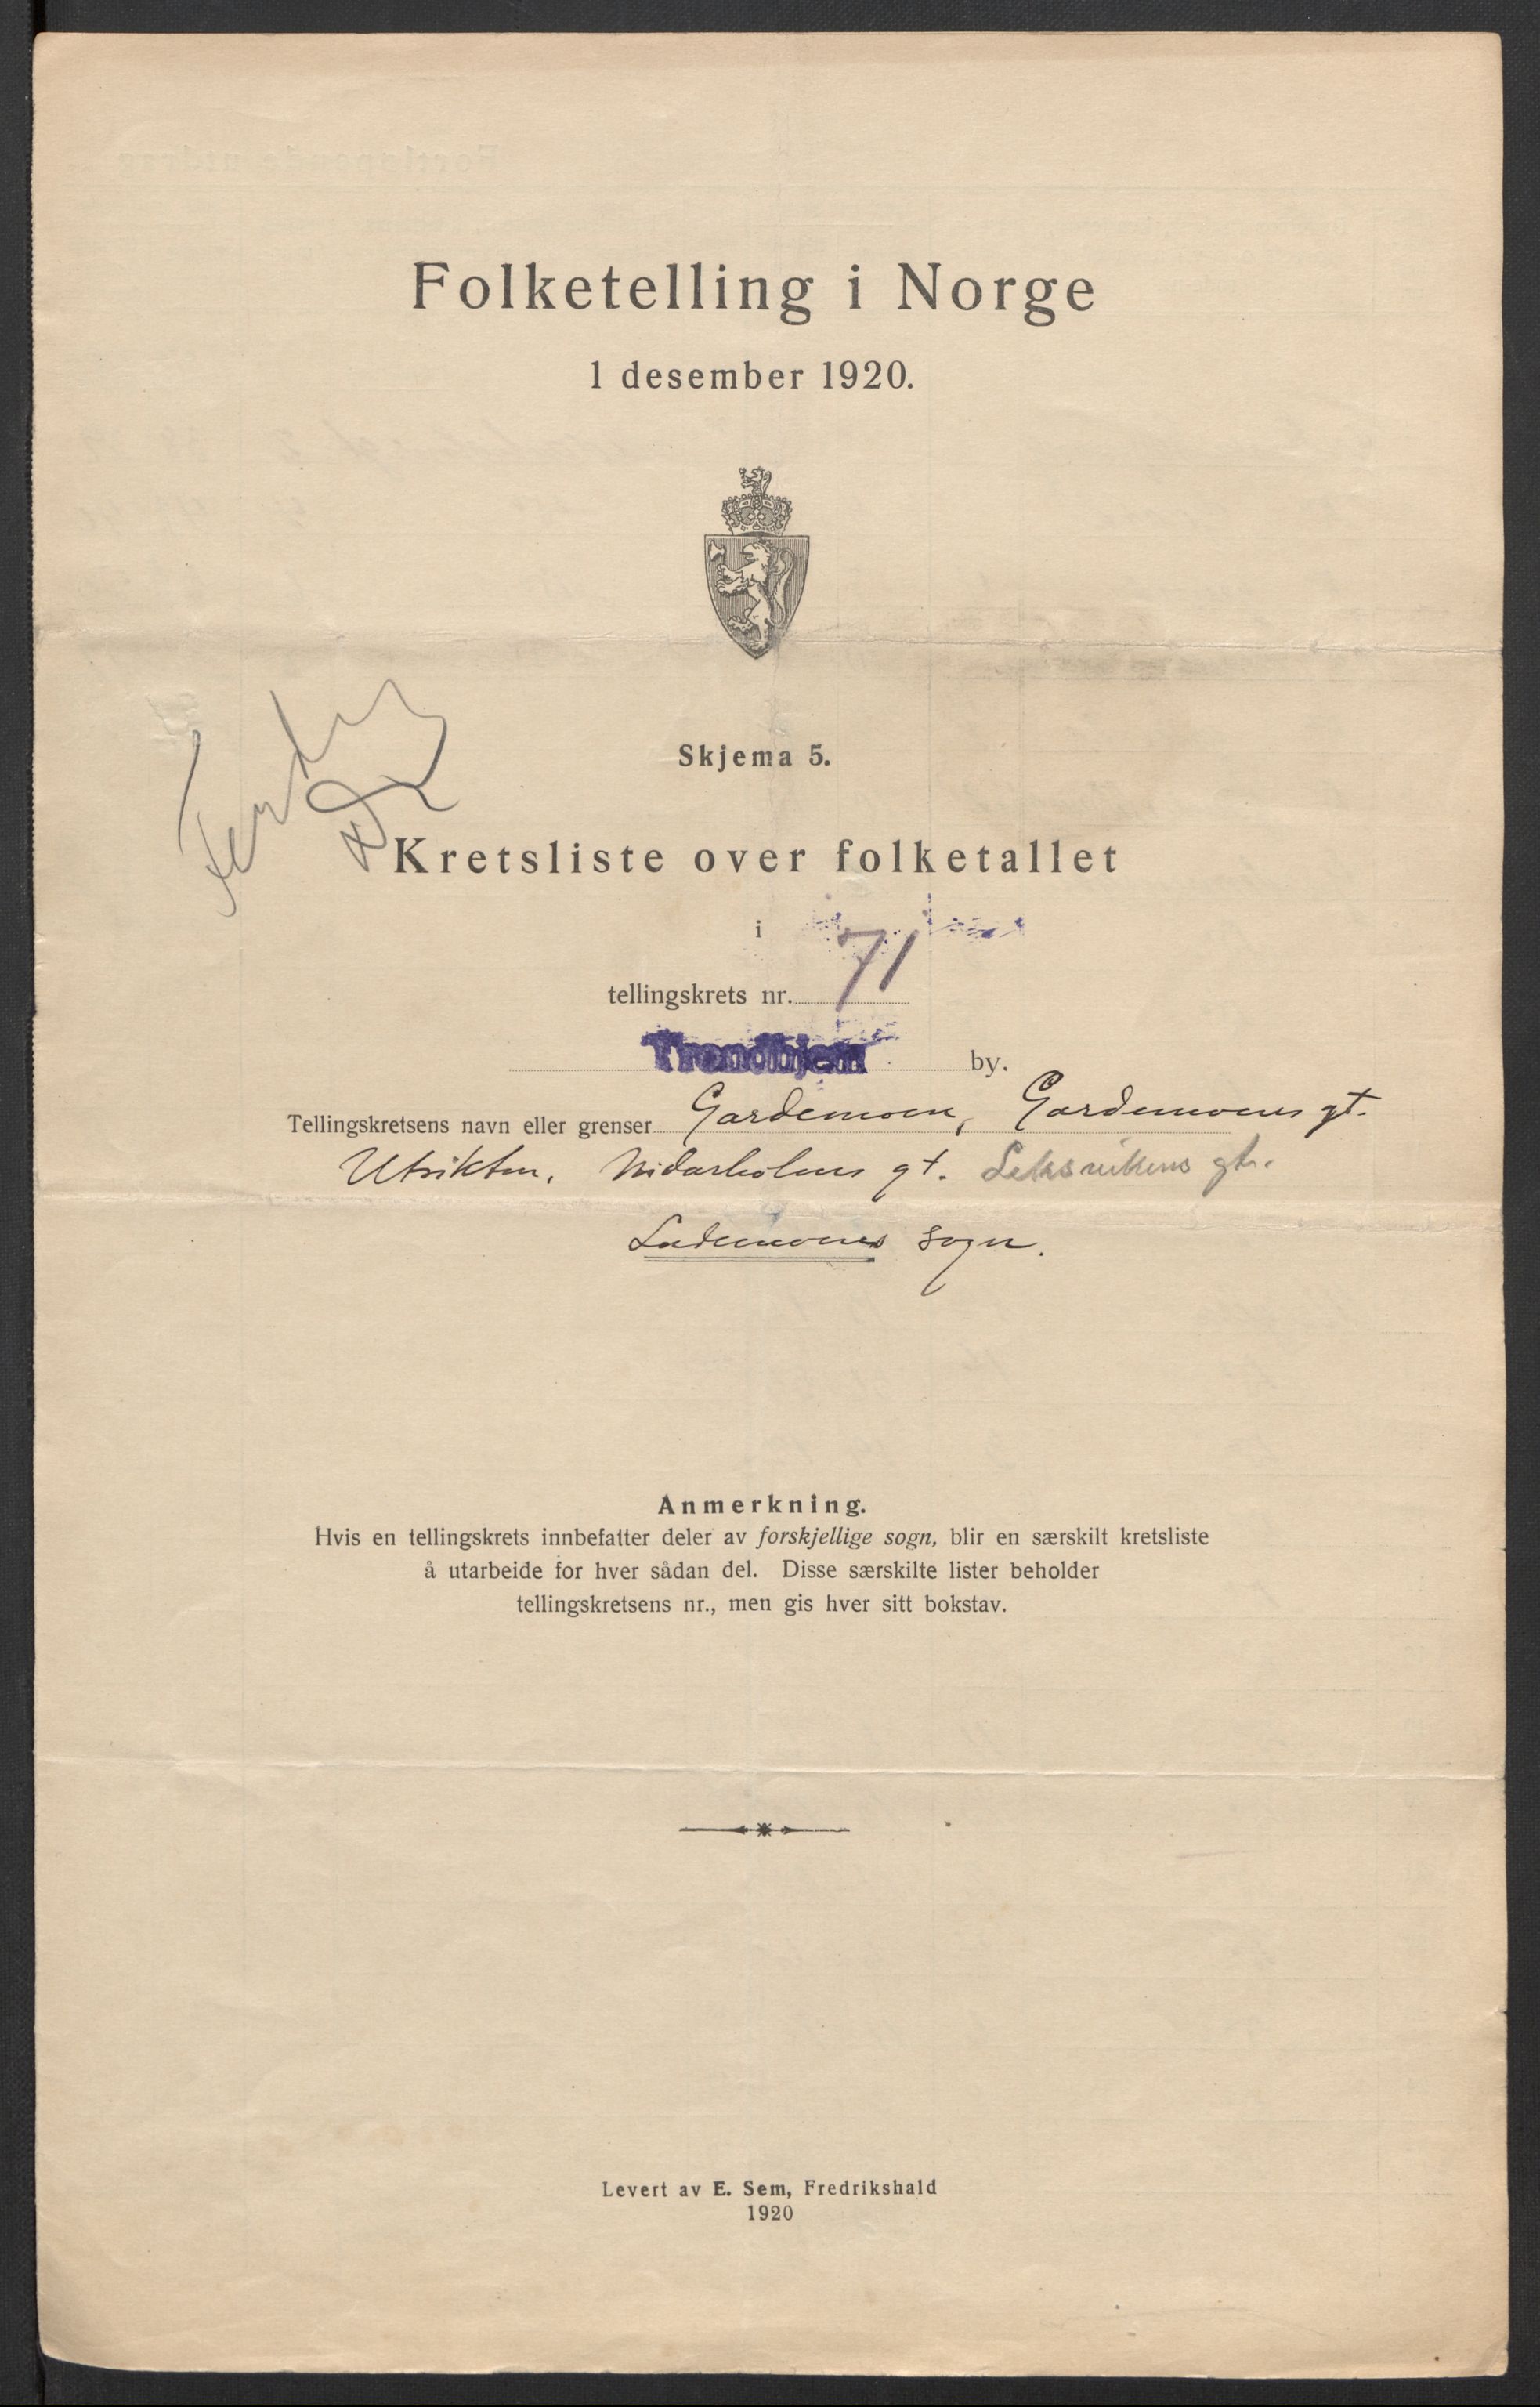 Folketelling i Norge
1 desember 1920.
Skjema 5.
Ferdig
Kretsliste over folketallet
i
tellingskrets nr. 71
Trondhjem by.
Tellingskretsens navn eller grenser Gardemoen, Gardemoens gt.
Utsikten, Nidarholms gt. Leksvikens gt.
Lademoens sogn.
Anmerkning.
Hvis en tellingskrets innbefatter deler av forskjellige sogn, blir en særskilt kretsliste
å utarbeide for hver sådan del. Disse særskilte lister beholder
tellingskretsens nr., men gis hver sitt bokstav.
Levert av E. Sem, Fredrikshald
1920